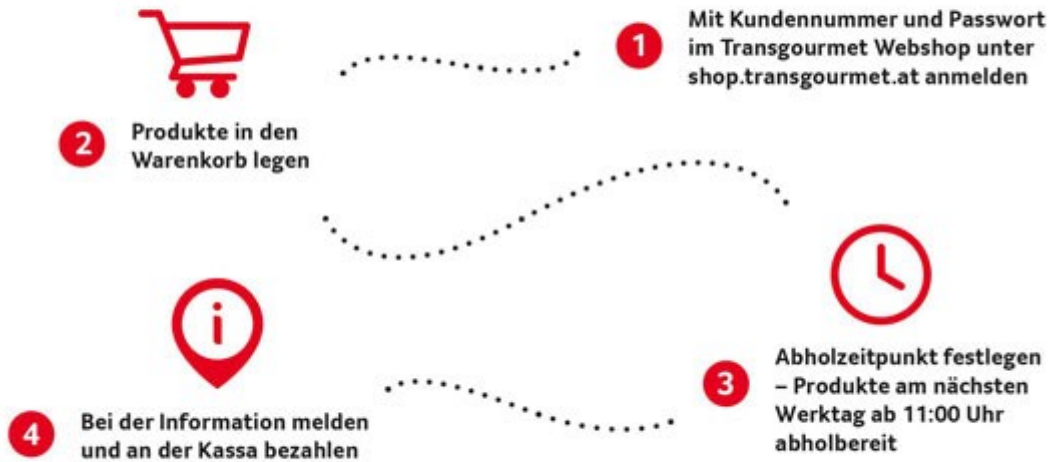 1
Mit Kundennummer und Passwort
im Transgourmet Webshop unter
shop.transgourmet.at anmelden
2
Produkte in den
Warenkorb legen
3
Abholzeitpunkt festlegen
– Produkte am nächsten
Werktag ab 11:00 Uhr
abholbereit
4
Bei der Information melden
und an der Kassa bezahlen
i